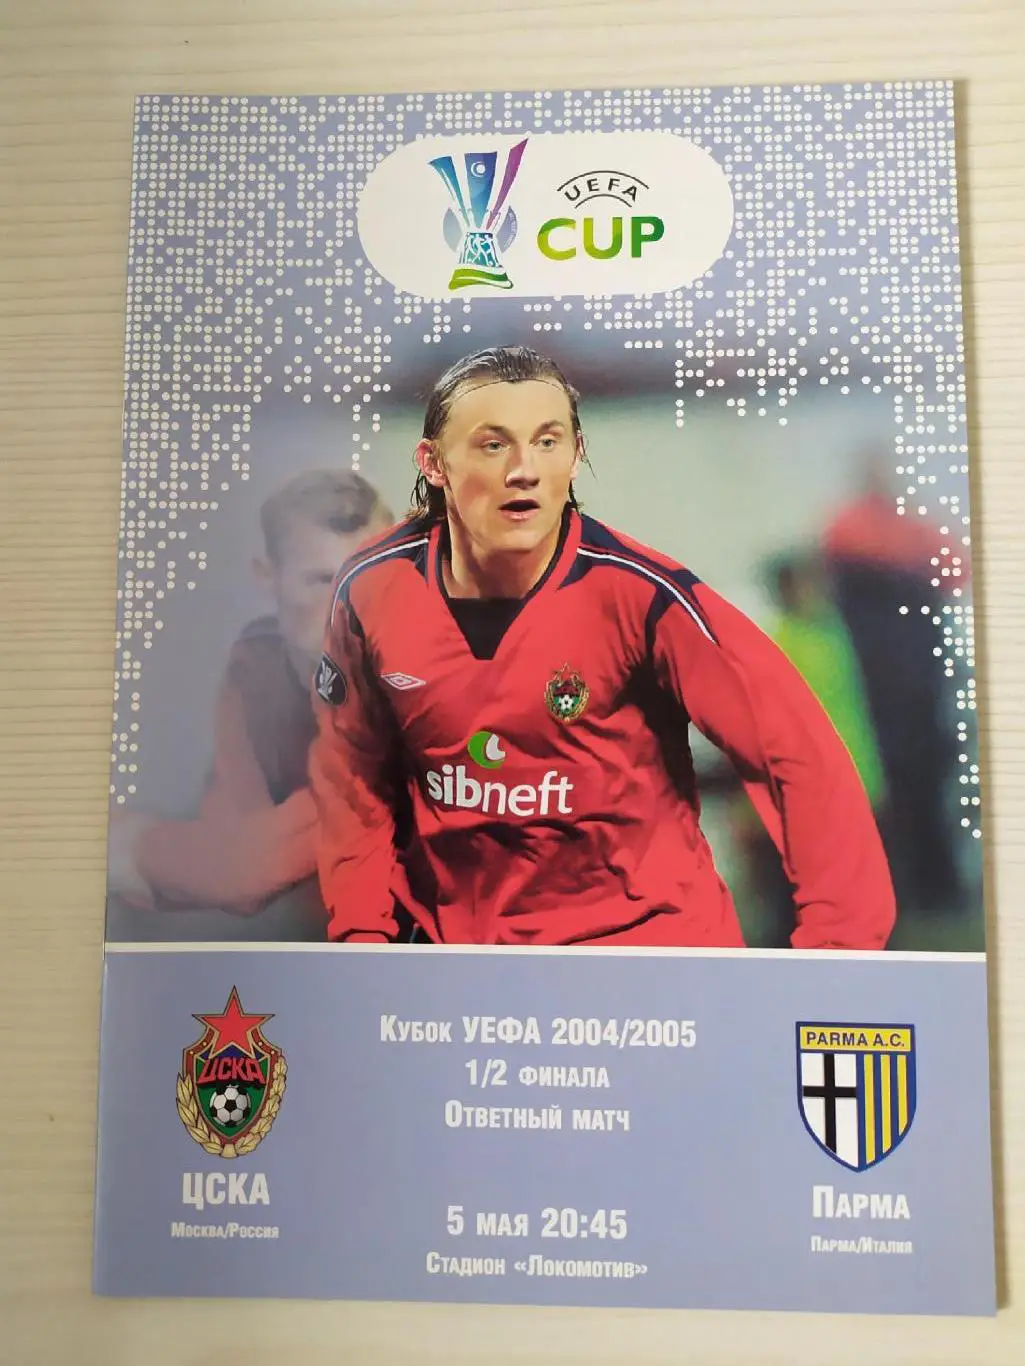 UEFA
CUP
sibneft
ЦСКА
Кубок УЕФА 2004/2005
1/2 финала
Ответный матч
PARMA A.C.
ЦСКА
Москва/Россия
5 мая 20:45
Стадион «Локомотив»
Парма
Парма/Италия